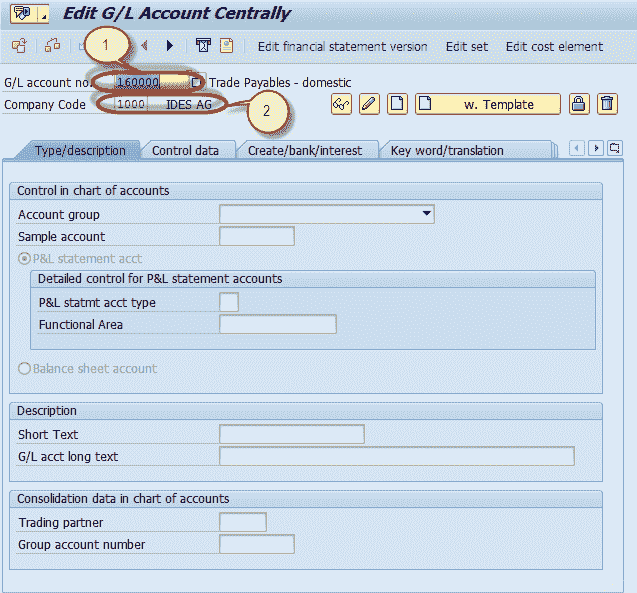 Edit G/L Account Centrally
1
Edit financial statement version Edit set Edit cost element
G/L account no. 160000 Trade Payables - domestic
Company Code 1000 IDES AG w. Template
2
Type/description Control data Create/bank/interest Key word/translation
Control in chart of accounts
Account group
Sample account
P&L statement acct
Detailed control for P&L statement accounts
P&L statmt acct type
Functional Area
Balance sheet account
Description
Short Text
G/L acct long text
Consolidation data in chart of accounts
Trading partner
Group account number